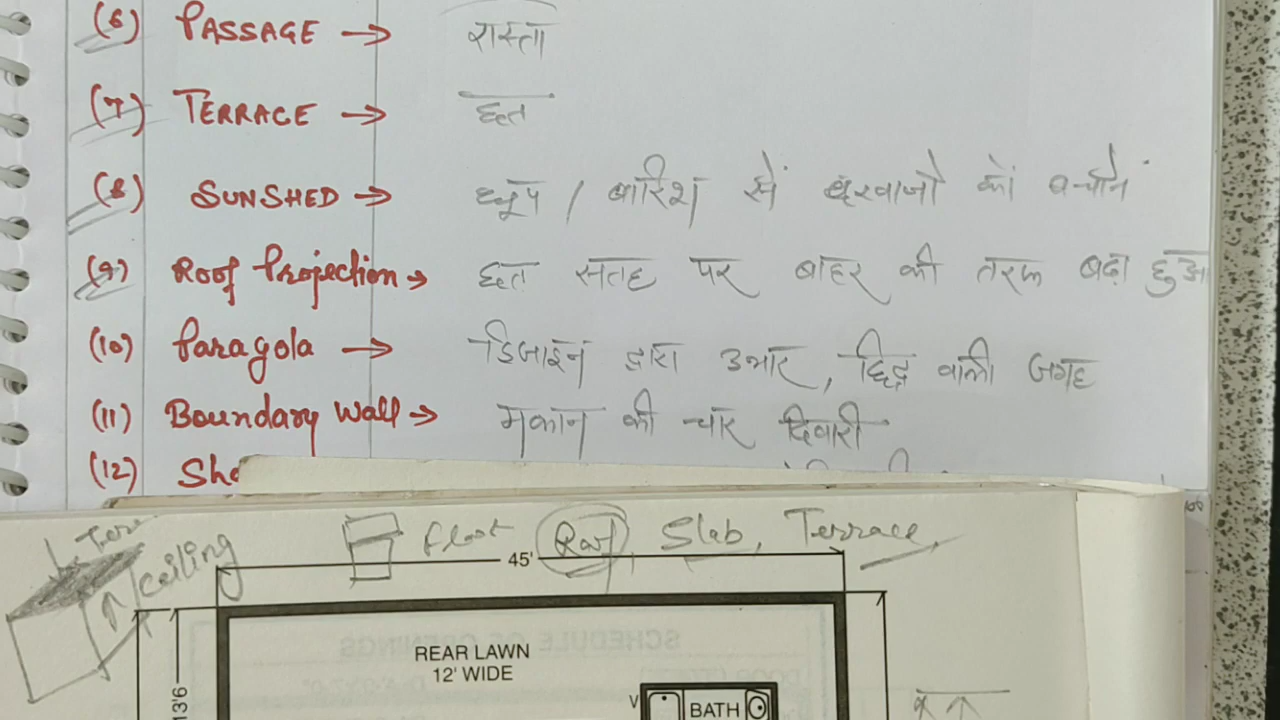 (6) PASSAGE → रास्ता
(7) TERRACE → छत
(8) SUNSHED → धूप / बारिश सें दरवाजो कों बचाने
(9) Roof Projection → छत सतह पर बाहर की तरफ बढ़ा हुआ
(10) Paragola → डिजाइन द्वारा उभार, छिद्र वाली जगह
(11) Boundary Wall → मकान की चार दिवारी
(12) Sha
Ceiling
Roof, Slab, Terrace,
45'
13'6
REAR LAWN
12' WIDE
V
BATH
SCHEDULE OF OPENINGS